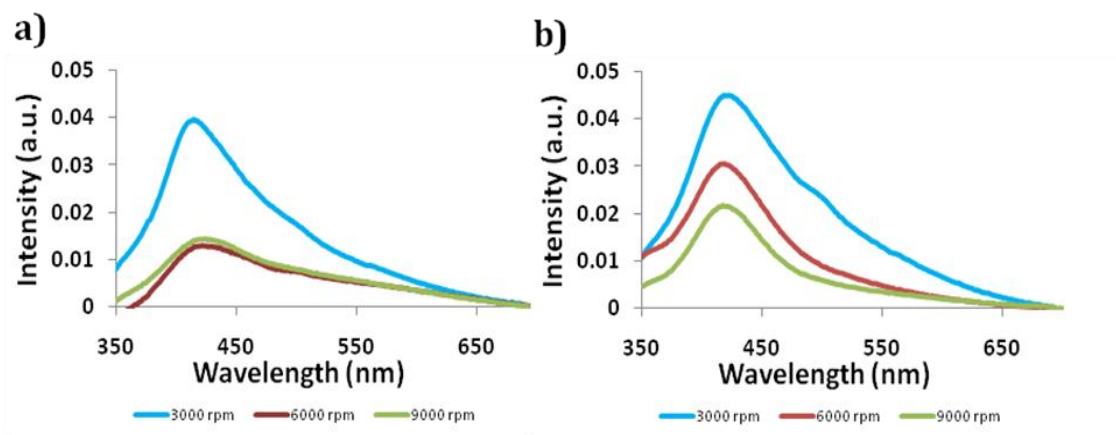 a)
Intensity (a.u.)
0.05
0.04
0.03
0.02
0.01
0
350 450 550 650
Wavelength (nm)
3000 rpm 6000 rpm 9000 rpm
b)
Intensity (a.u.)
0.05
0.04
0.03
0.02
0.01
0
350 450 550 650
Wavelength (nm)
3000 rpm 6000 rpm 9000 rpm